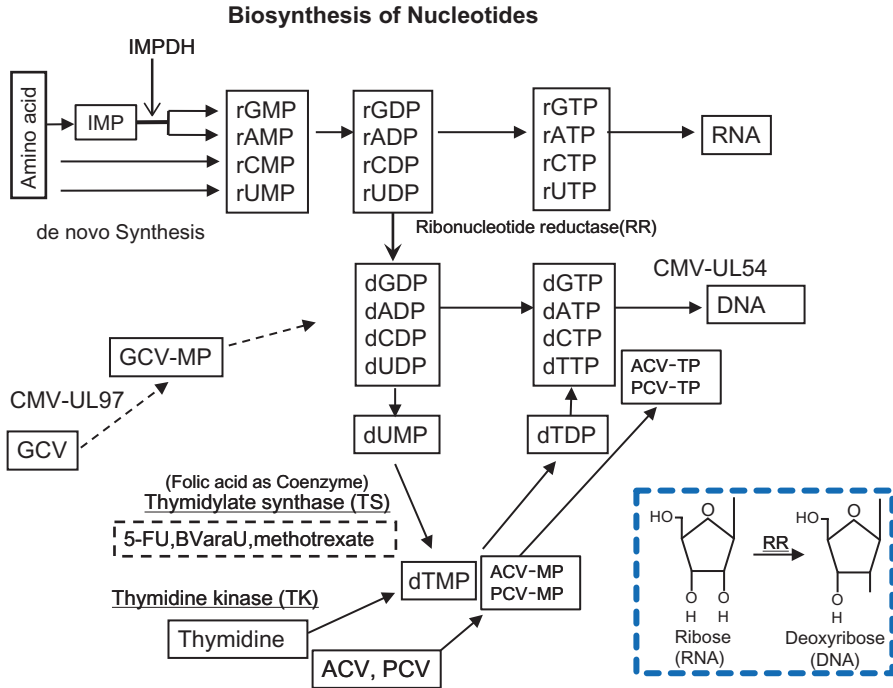 Biosynthesis of Nucleotides
IMPDH
Amino acid
IMP
rGMP
rAMP
rCMP
rUMP
rGDP
rADP
rCDP
rUDP
rGTP
rATP
rCTP
rUTP
RNA
de novo Synthesis
Ribonucleotide reductase(RR)
dGDP
dADP
dCDP
dUDP
dGTP
dATP
dCTP
dTTP
CMV-UL54
DNA
GCV-MP
CMV-UL97
GCV
ACV-TP
PCV-TP
dUMP
dTDP
(Folic acid as Coenzyme)
Thymidylate synthase (TS)
5-FU,BVaraU,methotrexate
dTMP
ACV-MP
PCV-MP
Thymidine kinase (TK)
Thymidine
ACV, PCV
HO
O
O
H
O
H
Ribose
(RNA)
RR
HO
O
O
H
Deoxyribose
(DNA)